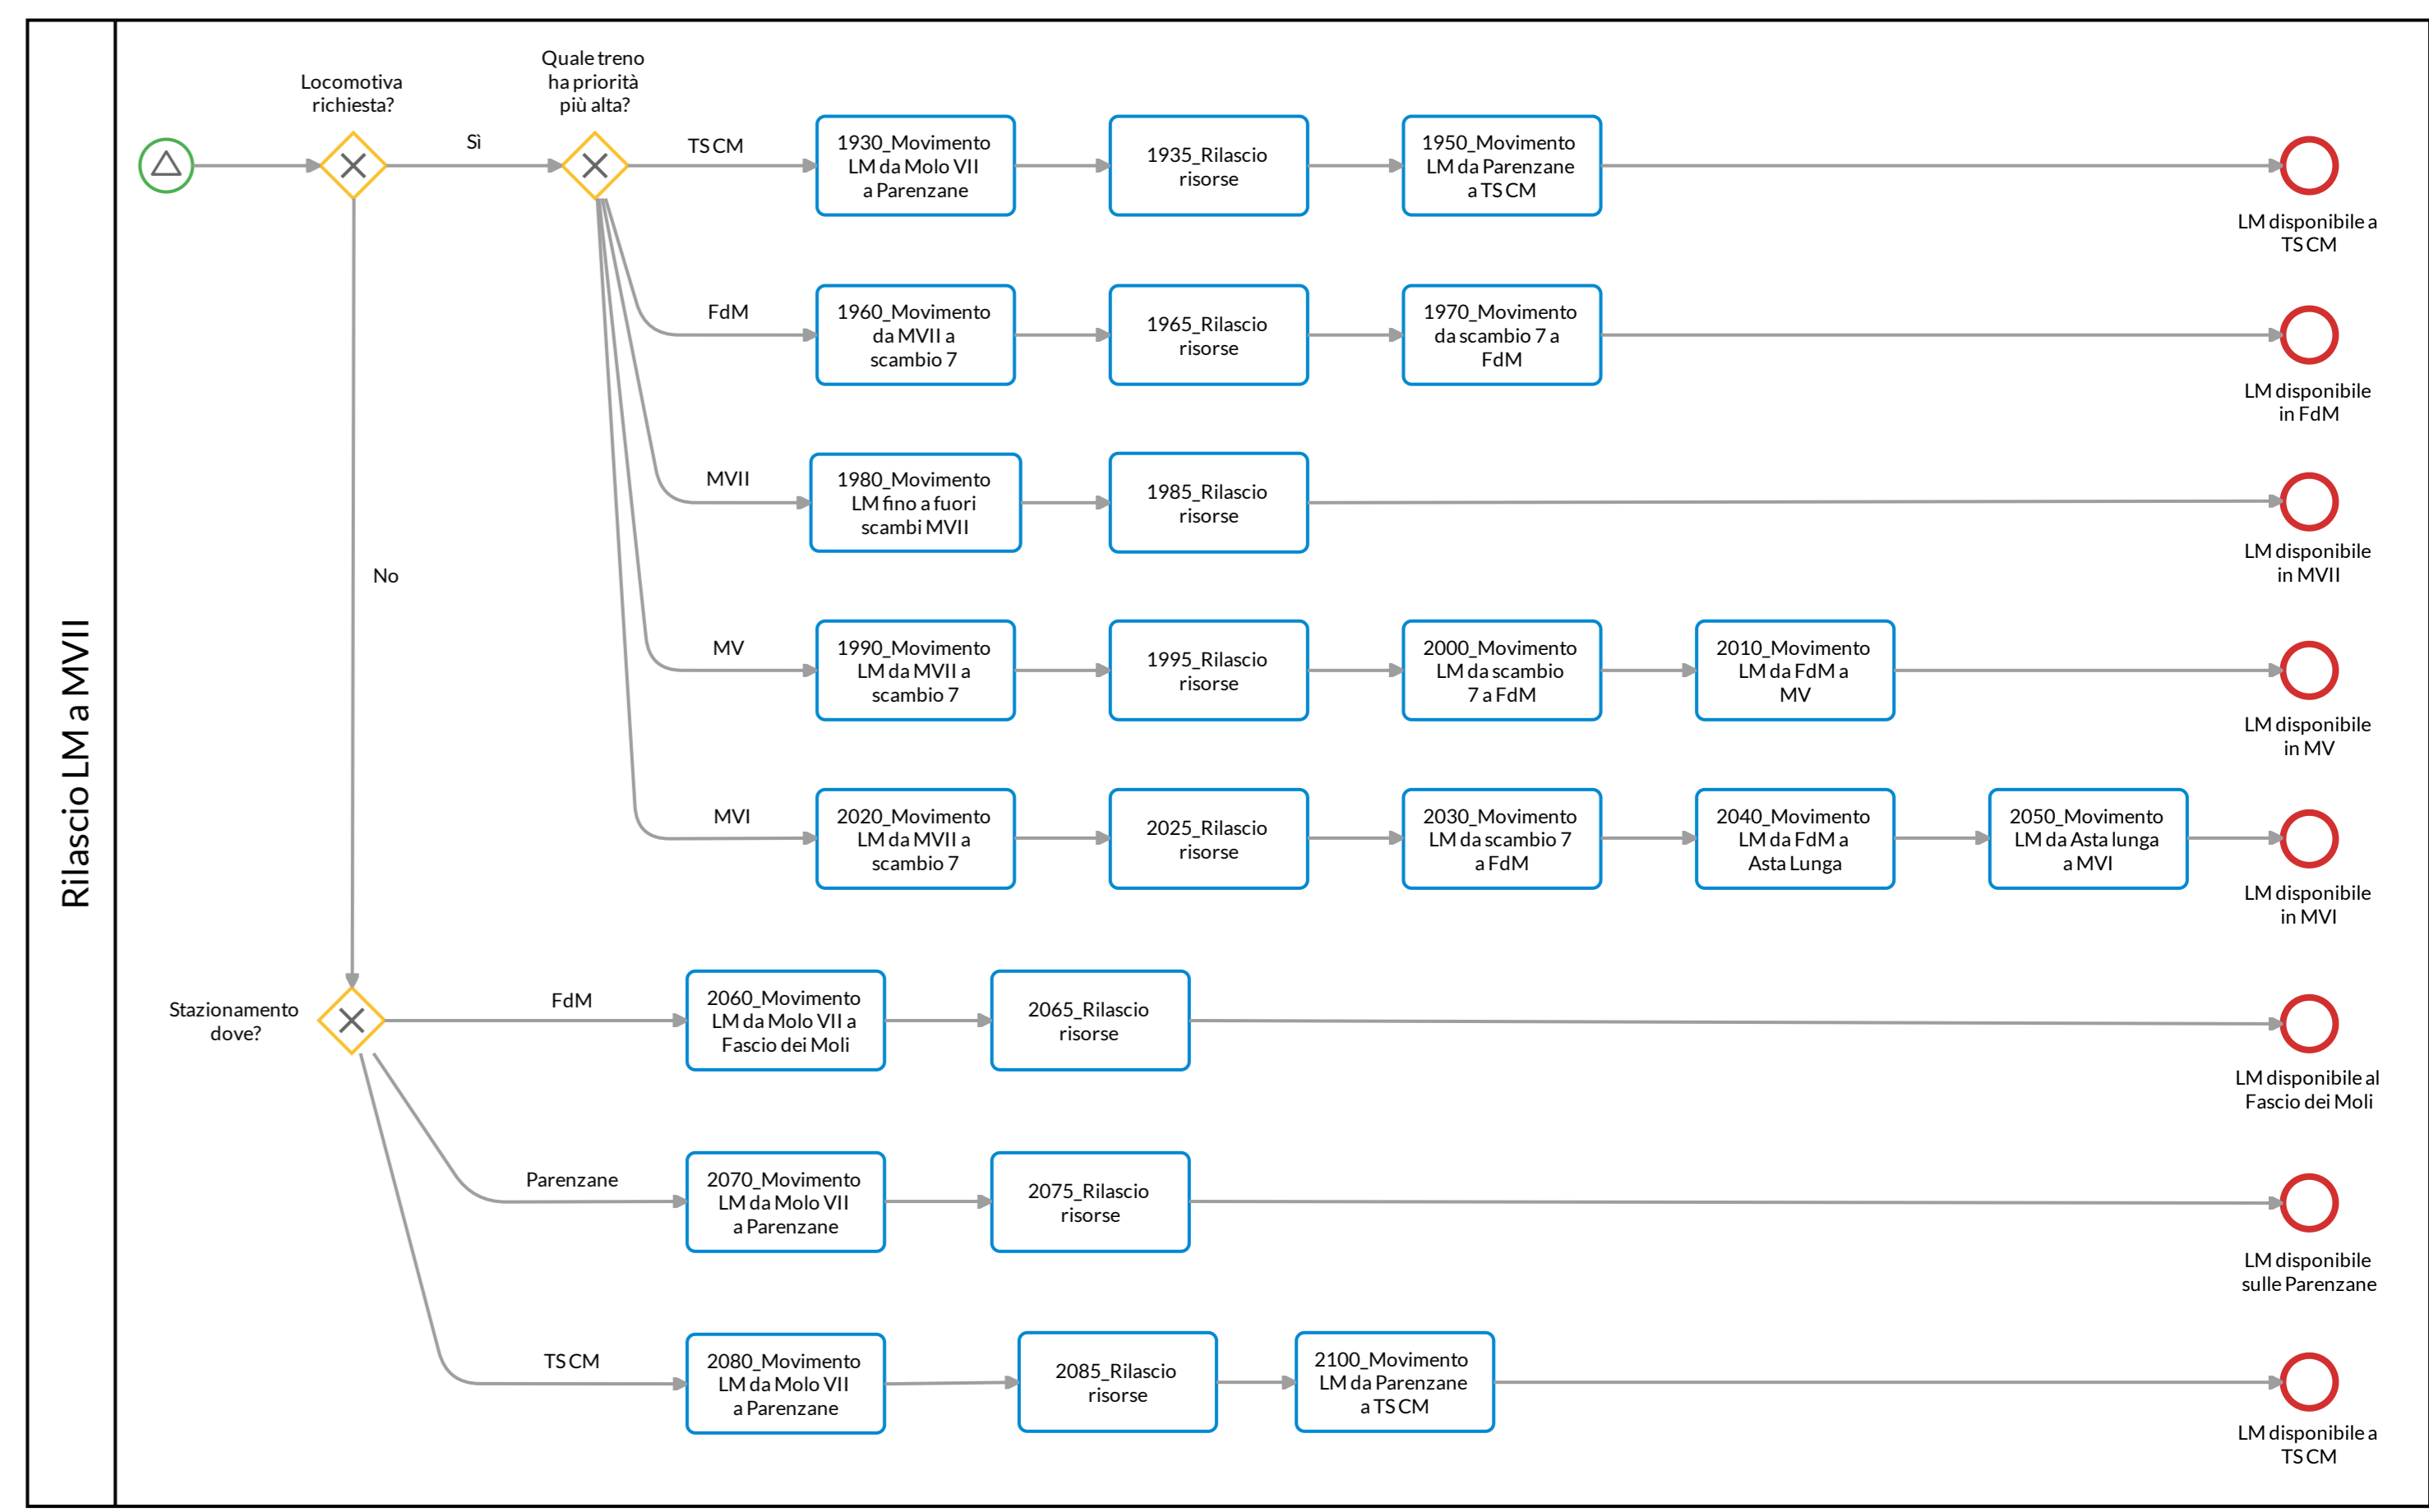 Rilascio LM a MVII
Locomotiva
richiesta?
Sì
Quale treno
ha priorità
più alta?
TS CM
1930_Movimento
LM da Molo VII
a Parenzane
1935_Rilascio
risorse
1950_Movimento
LM da Parenzane
a TS CM
LM disponibile a
TS CM
FdM
1960_Movimento
da MVII a
scambio 7
1965_Rilascio
risorse
1970_Movimento
da scambio 7 a
FdM
LM disponibile
in FdM
MVII
1980_Movimento
LM fino a fuori
scambi MVII
1985_Rilascio
risorse
LM disponibile
in MVII
No
MV
1990_Movimento
LM da MVII a
scambio 7
1995_Rilascio
risorse
2000_Movimento
LM da scambio
7 a FdM
2010_Movimento
LM da FdM a
MV
LM disponibile
in MV
MVI
2020_Movimento
LM da MVII a
scambio 7
2025_Rilascio
risorse
2030_Movimento
LM da scambio 7
a FdM
2040_Movimento
LM da FdM a
Asta Lunga
2050_Movimento
LM da Asta lunga
a MVI
LM disponibile
in MVI
Stazionamento
dove?
FdM
2060_Movimento
LM da Molo VII a
Fascio dei Moli
2065_Rilascio
risorse
LM disponibile al
Fascio dei Moli
Parenzane
2070_Movimento
LM da Molo VII
a Parenzane
2075_Rilascio
risorse
LM disponibile
sulle Parenzane
TS CM
2080_Movimento
LM da Molo VII
a Parenzane
2085_Rilascio
risorse
2100_Movimento
LM da Parenzane
a TS CM
LM disponibile a
TS CM